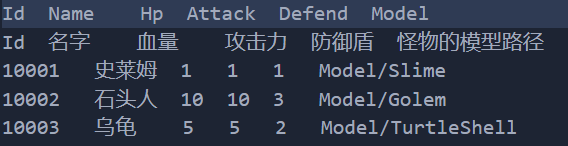 Id Name Hp Attack Defend Model
Id 名字 血量 攻击力 防御盾 怪物的模型路径
10001 史莱姆 1 1 1 Model/Slime
10002 石头人 10 10 3 Model/Golem
10003 乌龟 5 5 2 Model/TurtleShell